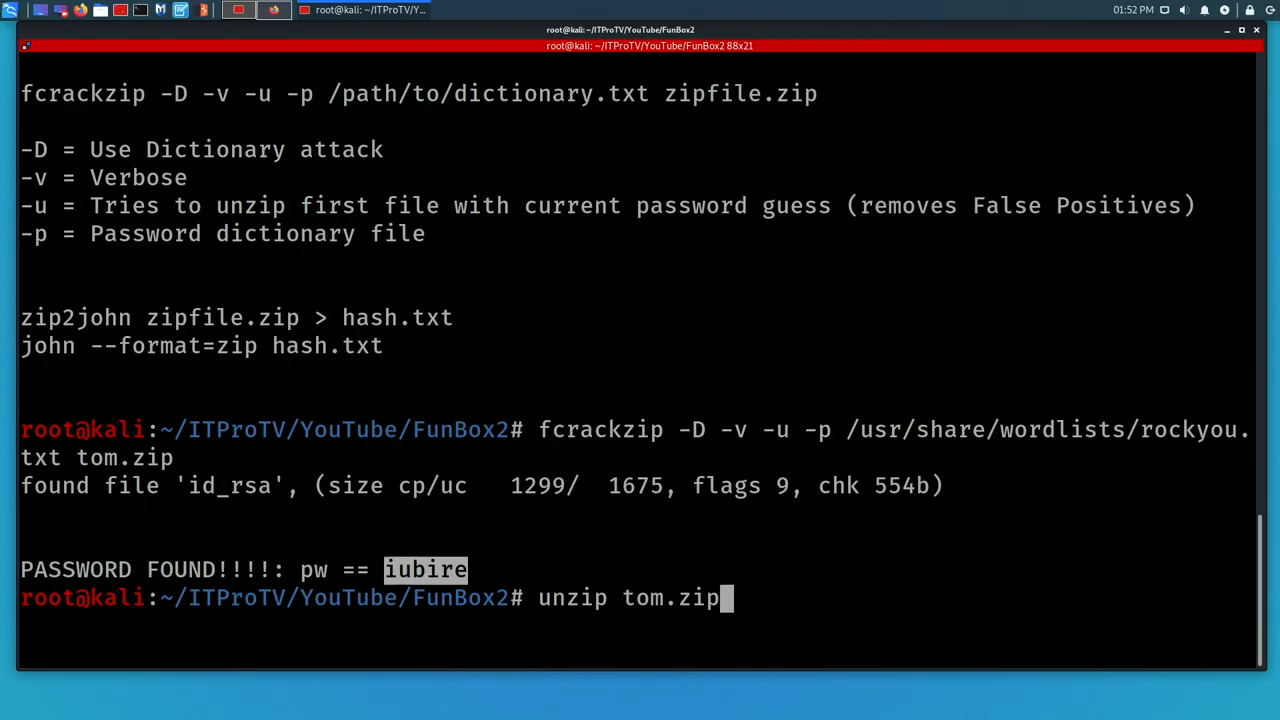 root@kali: ~/ITProTV/Y...
01:52 PM
root@kali: ~/ITProTV/YouTube/FunBox2
root@kali: ~/ITProTV/YouTube/FunBox2 88x21
fcrackzip -D -v -u -p /path/to/dictionary.txt zipfile.zip
-D = Use Dictionary attack
-v = Verbose
-u = Tries to unzip first file with current password guess (removes False Positives)
-p = Password dictionary file
zip2john zipfile.zip > hash.txt
john --format=zip hash.txt
root@kali:~/ITProTV/YouTube/FunBox2# fcrackzip -D -v -u -p /usr/share/wordlists/rockyou.
txt tom.zip
found file 'id_rsa', (size cp/uc   1299/  1675, flags 9, chk 554b)
PASSWORD FOUND!!!!: pw == iubire
root@kali:~/ITProTV/YouTube/FunBox2# unzip tom.zip